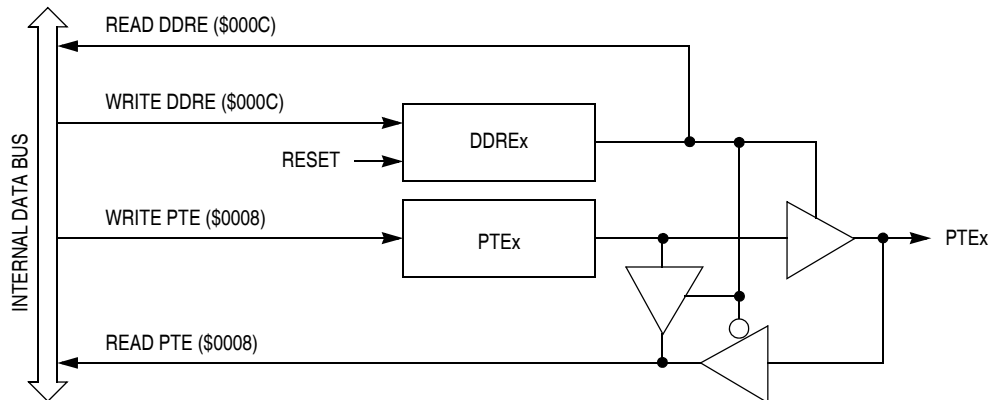 READ DDRE ($000C)
WRITE DDRE ($000C)
DDREx
RESET
INTERNAL DATA BUS
WRITE PTE ($0008)
PTEx
PTEx
READ PTE ($0008)